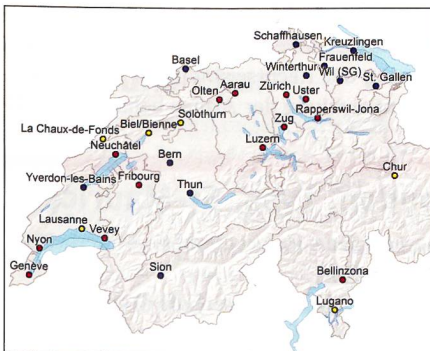 Schaffhausen
Kreuzlingen
Basel
Frauenfeld
Winterthur
Wil (SG)
St. Gallen
Aarau
Olten
Zürich
Uster
Rapperswil-Jona
Solothurn
Biel/Bienne
La Chaux-de-Fonds
Zug
Neuchâtel
Luzern
Bern
Chur
Yverdon-les-Bains
Fribourg
Thun
Lausanne
Vevey
Nyon
Genève
Sion
Bellinzona
Lugano